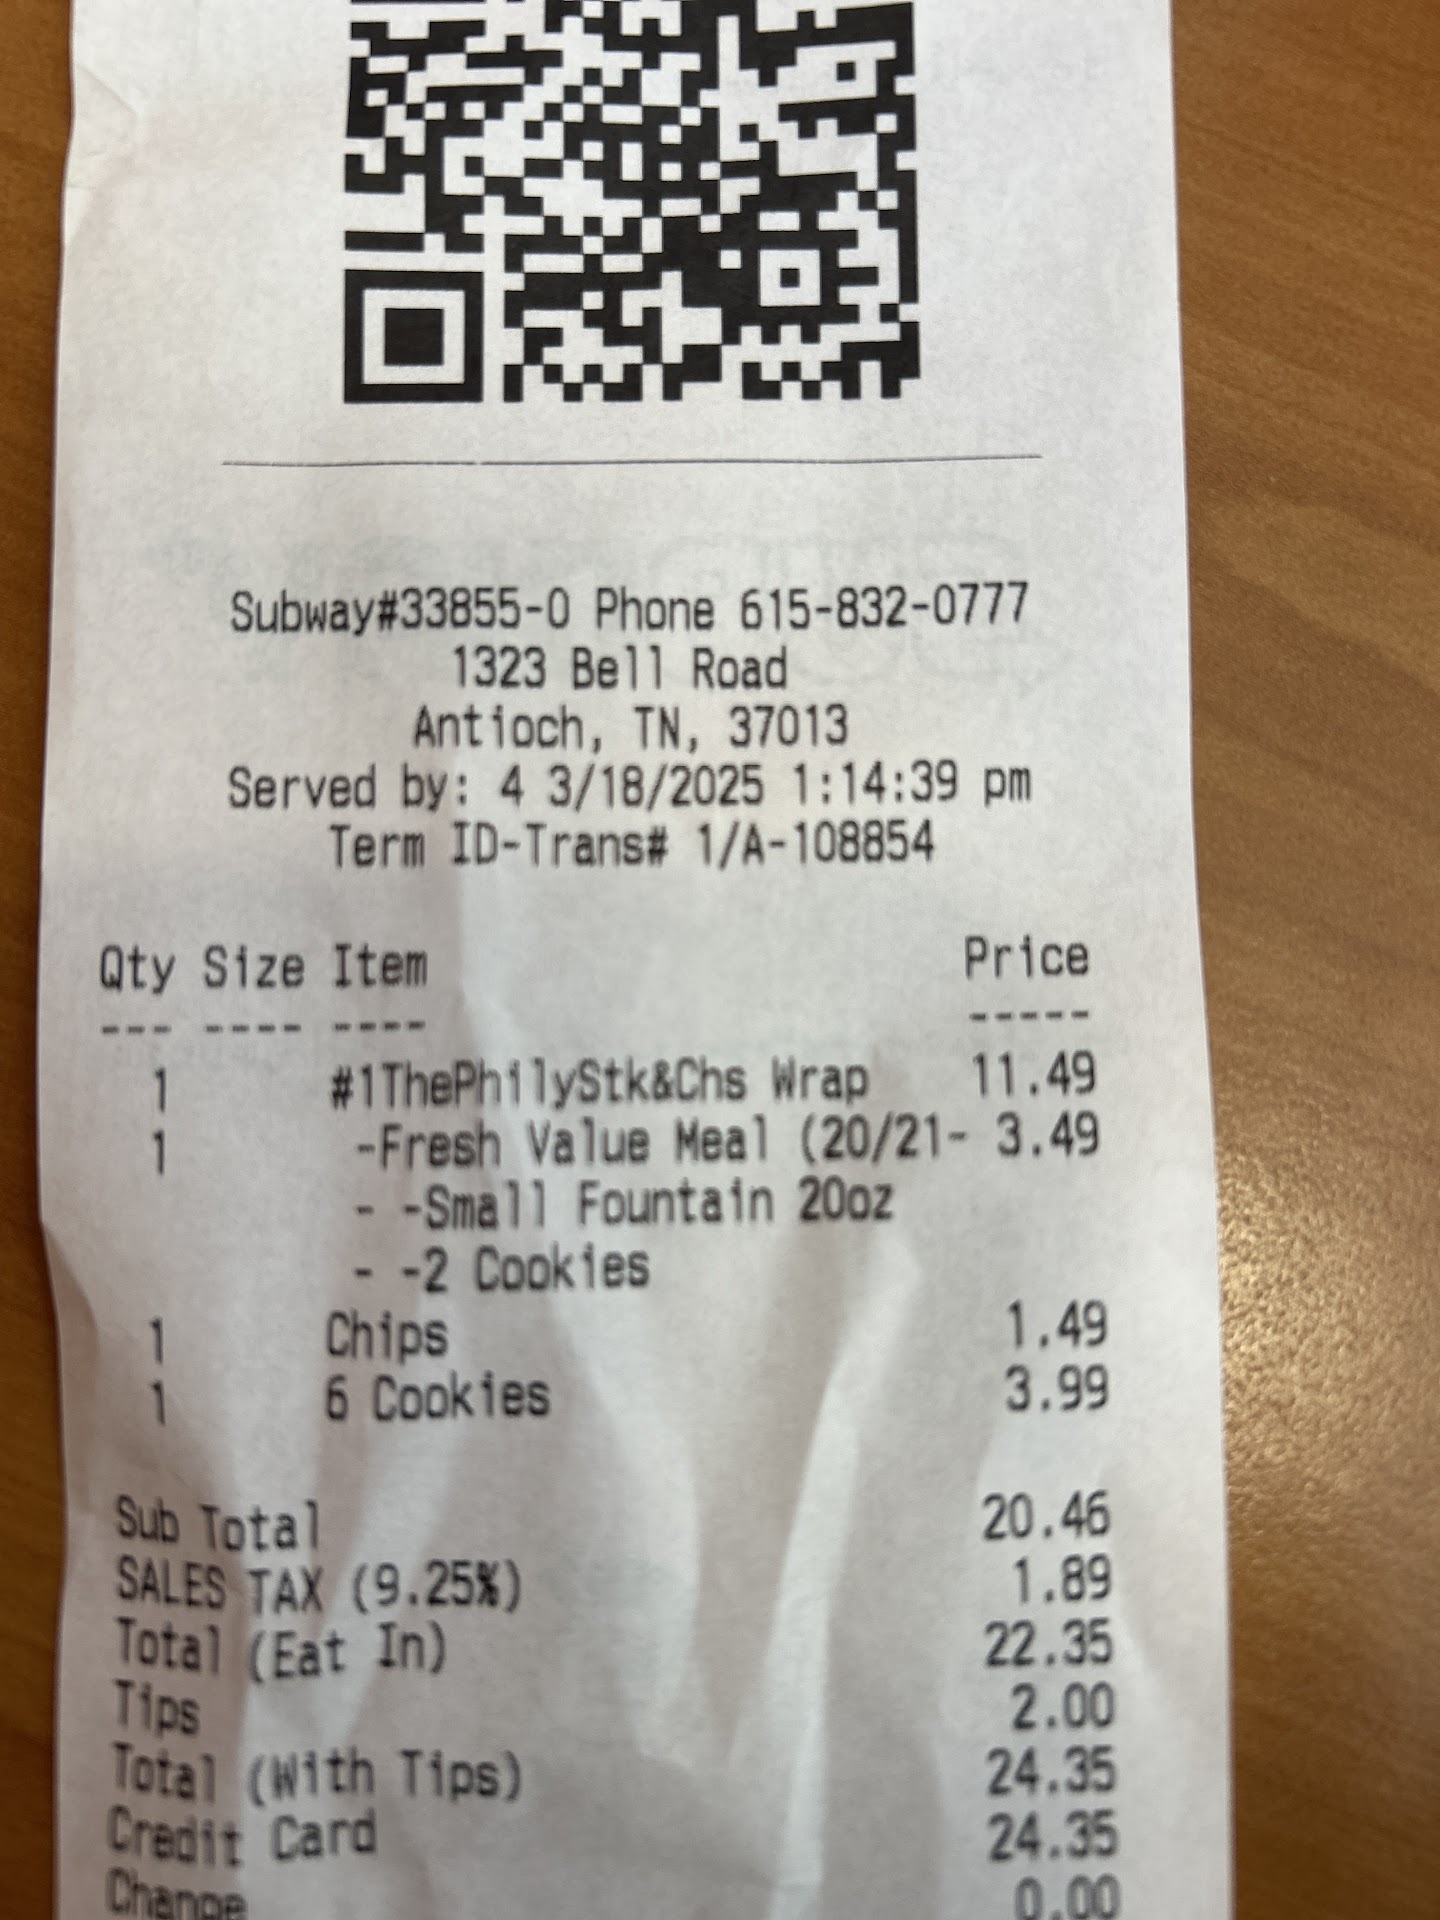 Subway#33855-0 Phone 615-832-0777
1323 Bell Road
Antioch, TN, 37013
Served by: 4 3/18/2025 1:14:39 pm
Term ID-Trans# 1/A-108854
Qty Size Item Price
--- ---- ---- -----
1 #1ThePhilyStk&Chs Wrap 11.49
1 -Fresh Value Meal (20/21- 3.49
- -Small Fountain 20oz
- -2 Cookies
1 Chips 1.49
1 6 Cookies 3.99
Sub Total 20.46
SALES TAX (9.25%) 1.89
Total (Eat In) 22.35
Tips 2.00
Total (With Tips) 24.35
Credit Card 24.35
Change 0.00